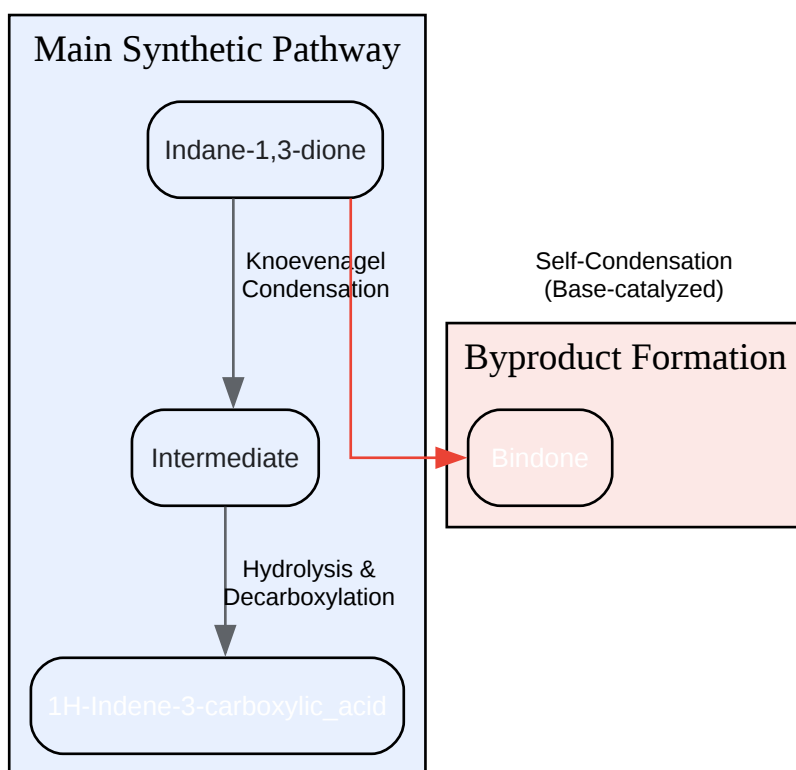 Main Synthetic Pathway
Indane-1,3-dione
Knoevenagel
Condensation
Self-Condensation
(Base-catalyzed)
Byproduct Formation
Intermediate
Bindone
Hydrolysis &
Decarboxylation
1H-Indene-3-carboxylic_acid